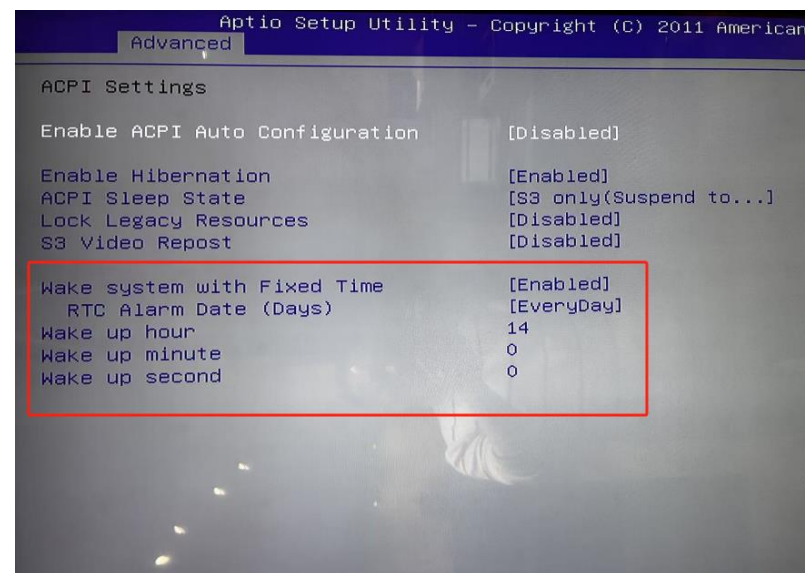 Aptio Setup Utility – Copyright (C) 2011 American
Advanced
ACPI Settings
Enable ACPI Auto Configuration [Disabled]
Enable Hibernation [Enabled]
ACPI Sleep State [S3 only(Suspend to...]
Lock Legacy Resources [Disabled]
S3 Video Repost [Disabled]
Wake system with Fixed Time [Enabled]
RTC Alarm Date (Days) [EveryDay]
Wake up hour 14
Wake up minute 0
Wake up second 0